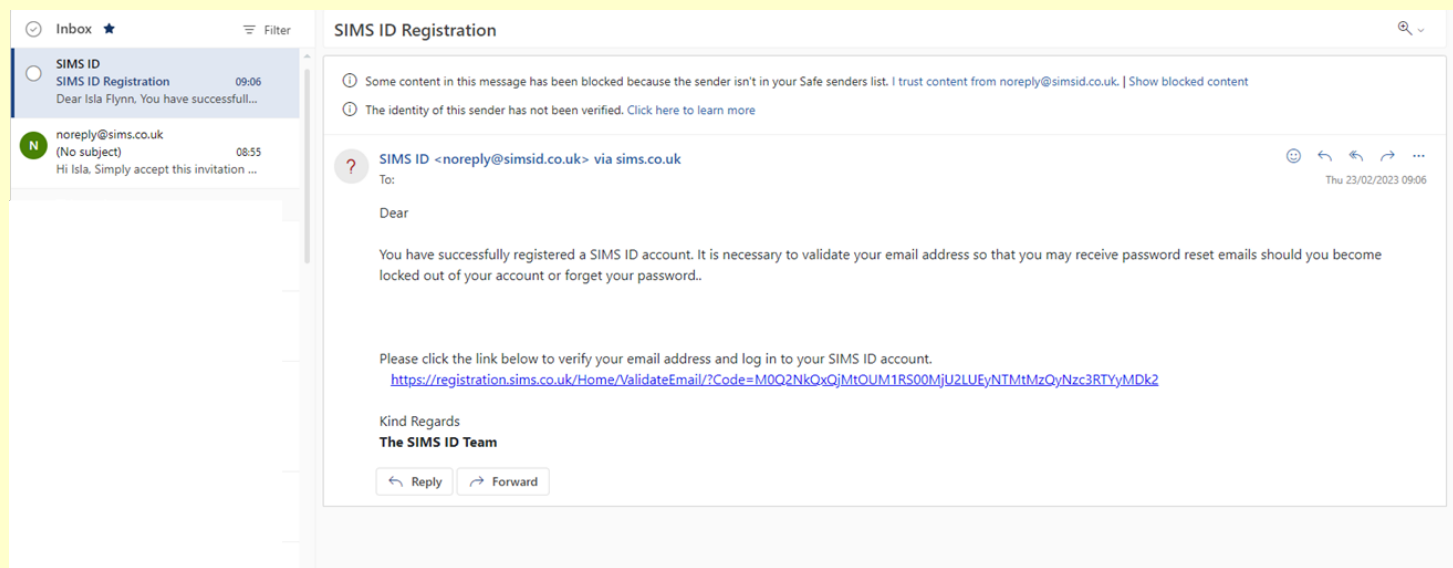 Inbox
Filter
SIMS ID
SIMS ID Registration 09:06
Dear Isla Flynn, You have successfull...
N
noreply@sims.co.uk
(No subject) 08:55
Hi Isla, Simply accept this invitation ...
SIMS ID Registration
Some content in this message has been blocked because the sender isn't in your Safe senders list. I trust content from noreply@simsid.co.uk. | Show blocked content
The identity of this sender has not been verified. Click here to learn more
?
SIMS ID <noreply@simsid.co.uk> via sims.co.uk
To:
Thu 23/02/2023 09:06
Dear
You have successfully registered a SIMS ID account. It is necessary to validate your email address so that you may receive password reset emails should you become
locked out of your account or forget your password..
Please click the link below to verify your email address and log in to your SIMS ID account.
https://registration.sims.co.uk/Home/ValidateEmail/?Code=M0Q2NkQxQjMtOUM1RS00MjU2LUEyNTMtMzQyNzc3RTYyMDk2
Kind Regards
The SIMS ID Team
Reply
Forward